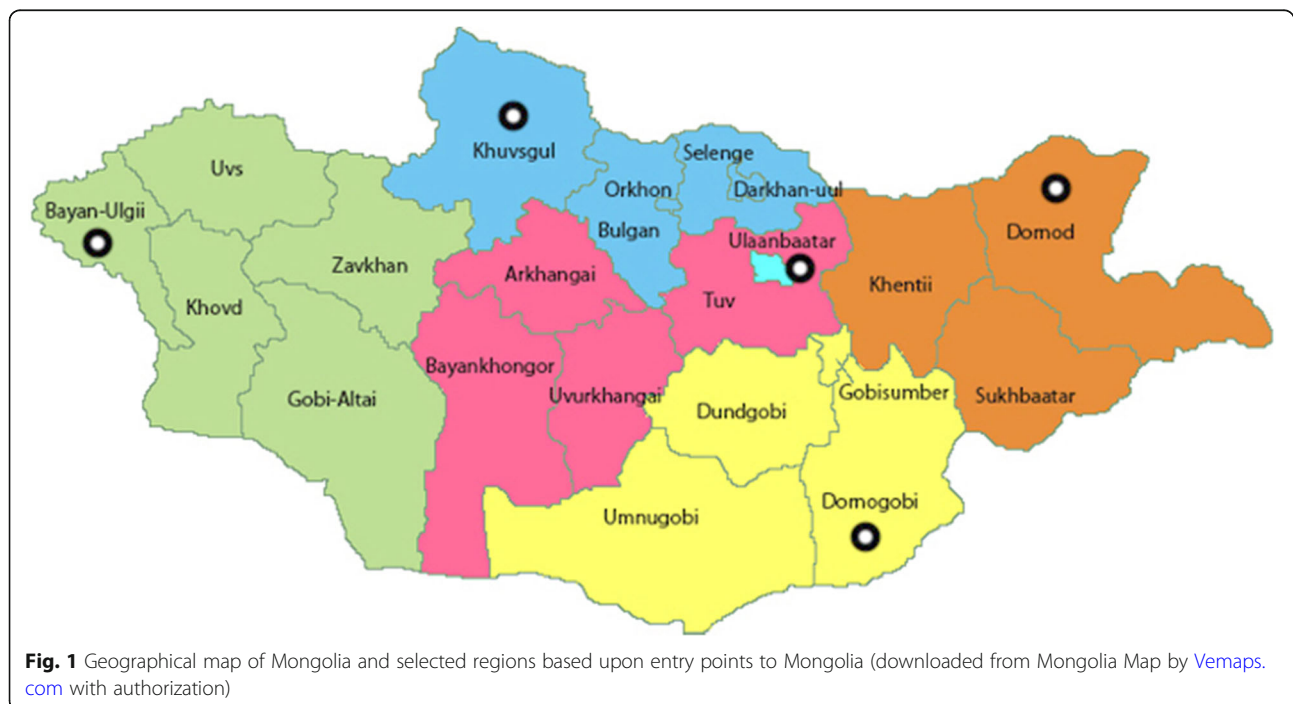 Khuvsgul
Selenge
Uvs
Orkhon
Darkhan-uul
Bayan-Ulgii
Domod
Bulgan
Ulaanbaatar
Zavkhan
Arkhangai
Khentii
Khovd
Tuv
Bayankhongor
Gobi-Altai
Uvurkhangai
Gobisumber
Sukhbaatar
Dundgobi
Domogobi
Umnugobi
Fig. 1 Geographical map of Mongolia and selected regions based upon entry points to Mongolia (downloaded from Mongolia Map by Vemaps.
com with authorization)